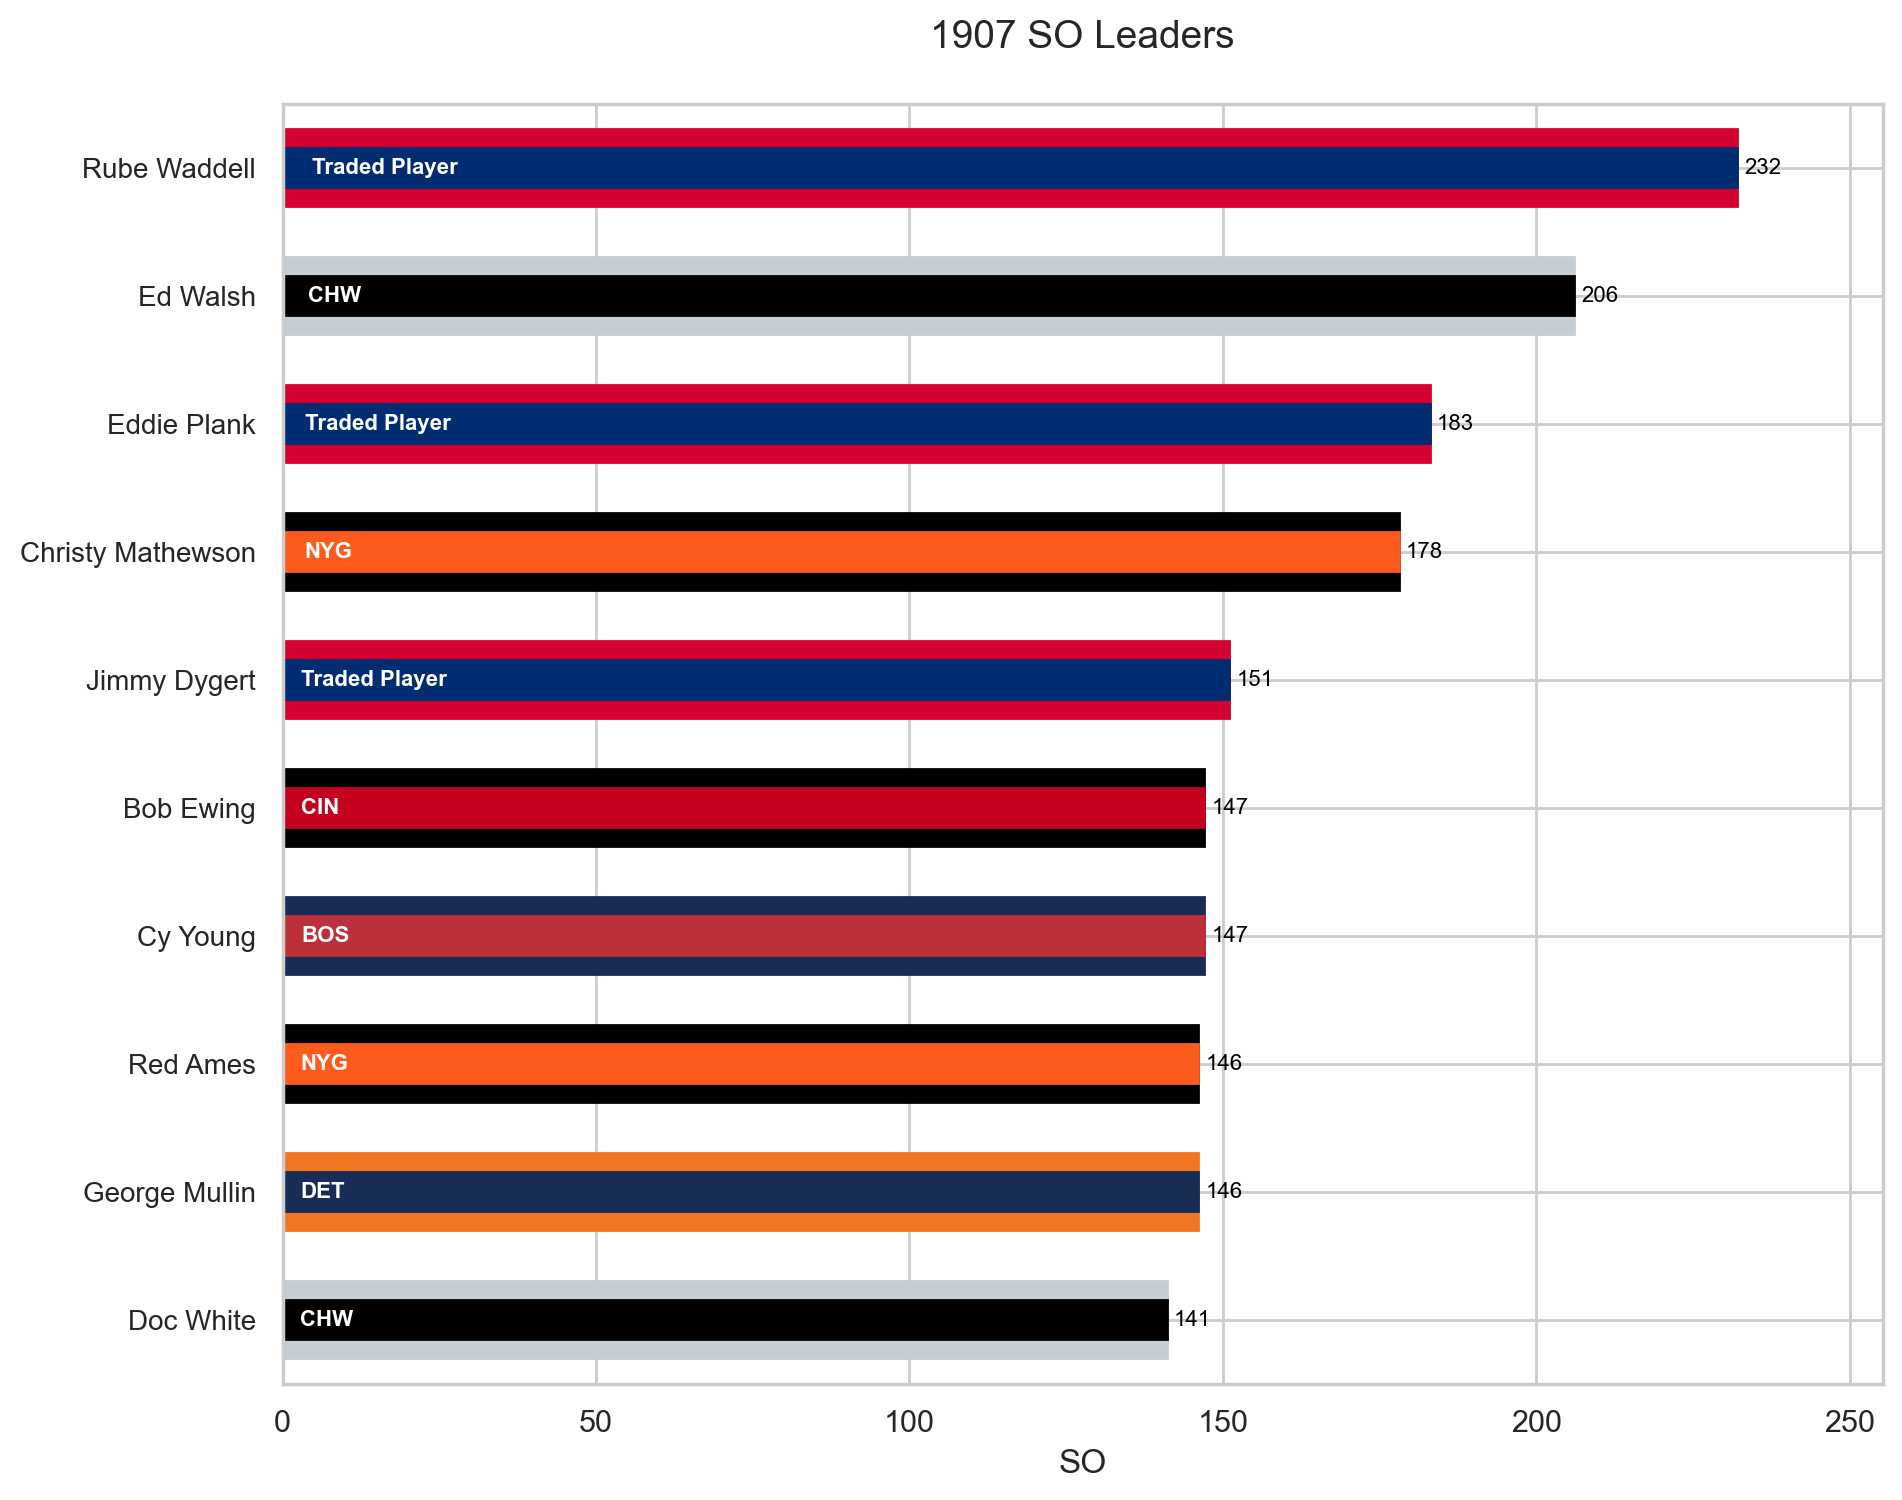 1907 SO Leaders
Rube Waddell
Traded Player
232
Ed Walsh
CHW
206
Eddie Plank
Traded Player
183
Christy Mathewson
NYG
178
Jimmy Dygert
Traded Player
151
Bob Ewing
CIN
147
Cy Young
BOS
147
Red Ames
NYG
146
George Mullin
DET
146
Doc White
CHW
141
0 50 100 150 200 250
SO